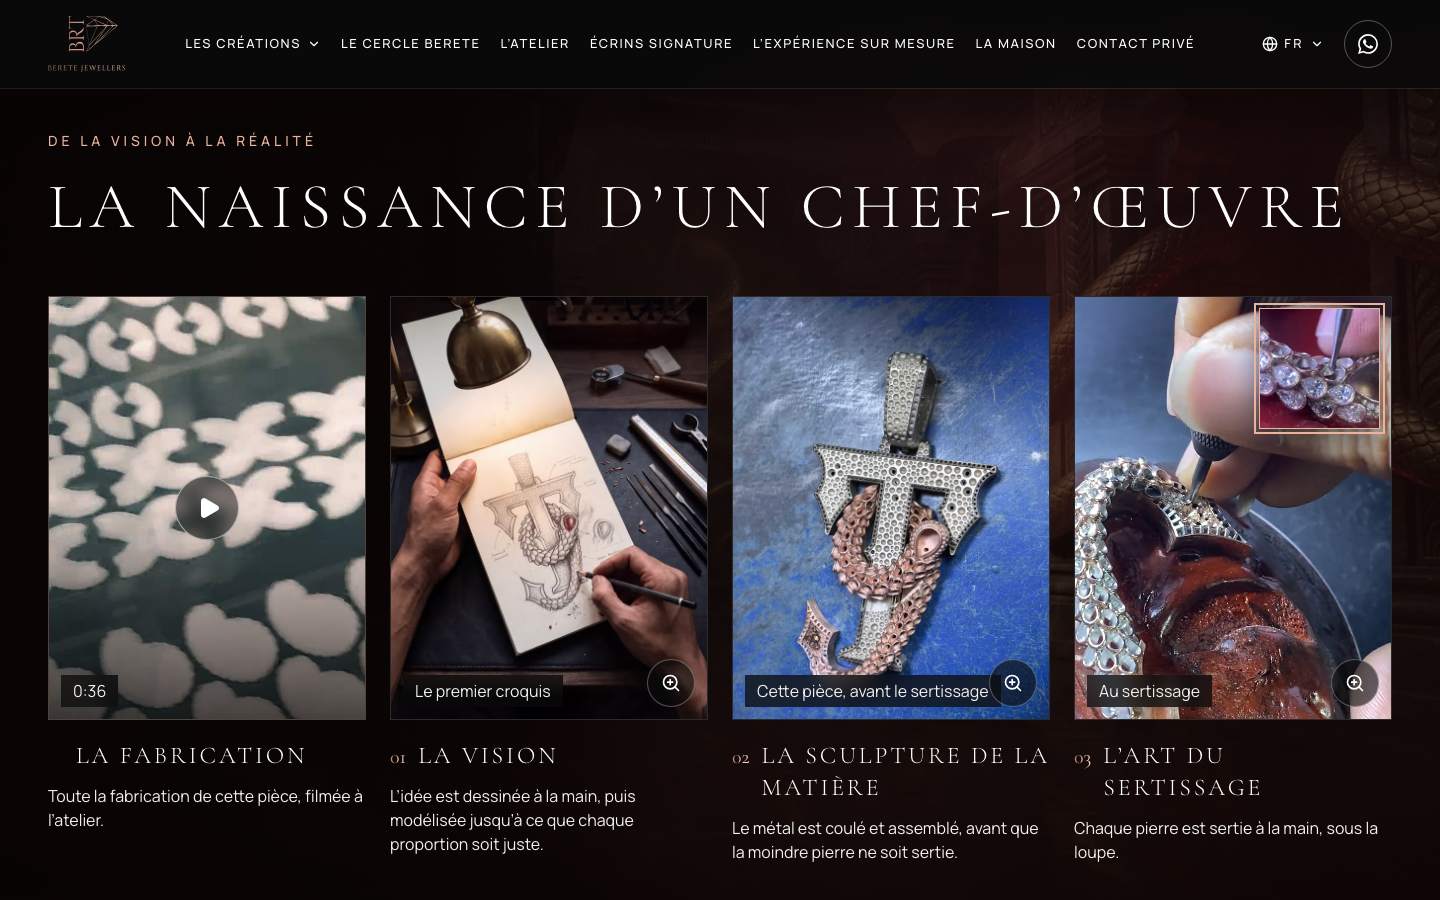 BRT
BERETE JEWELLERS
LES CRÉATIONS
LE CERCLE BERETE
L'ATELIER
ÉCRINS SIGNATURE
L'EXPÉRIENCE SUR MESURE
LA MAISON
CONTACT PRIVÉ
FR
DE LA VISION À LA RÉALITÉ
LA NAISSANCE D’UN CHEF-D’ŒUVRE
0:36
Le premier croquis
Cette pièce, avant le sertissage
Au sertissage
LA FABRICATION
Toute la fabrication de cette pièce, filmée à
l’atelier.
01 LA VISION
L’idée est dessinée à la main, puis
modélisée jusqu’à ce que chaque
proportion soit juste.
02 LA SCULPTURE DE LA
MATIÈRE
Le métal est coulé et assemblé, avant que
la moindre pierre ne soit sertie.
03 L’ART DU
SERTISSAGE
Chaque pierre est sertie à la main, sous la
loupe.